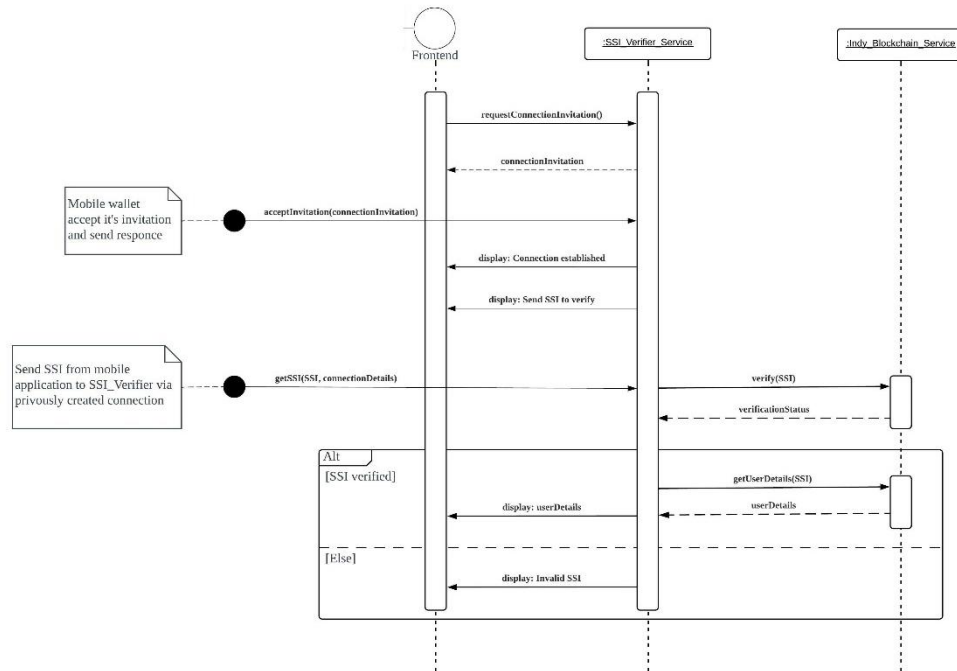 Frontend
:SSI_Verifier_Service
:Indy_Blockchain_Service
requestConnectionInvitation()
connectionInvitation
Mobile wallet
accept it's invitation
and send responce
acceptInvitation(connectionInvitation)
display: Connection established
display: Send SSI to verify
Send SSI from mobile
application to SSI_Verifier via
privously created connection
getSSI(SSI, connectionDetails)
verify(SSI)
verificationStatus
Alt
[SSI verified]
getUserDetails(SSI)
userDetails
display: userDetails
[Else]
display: Invalid SSI